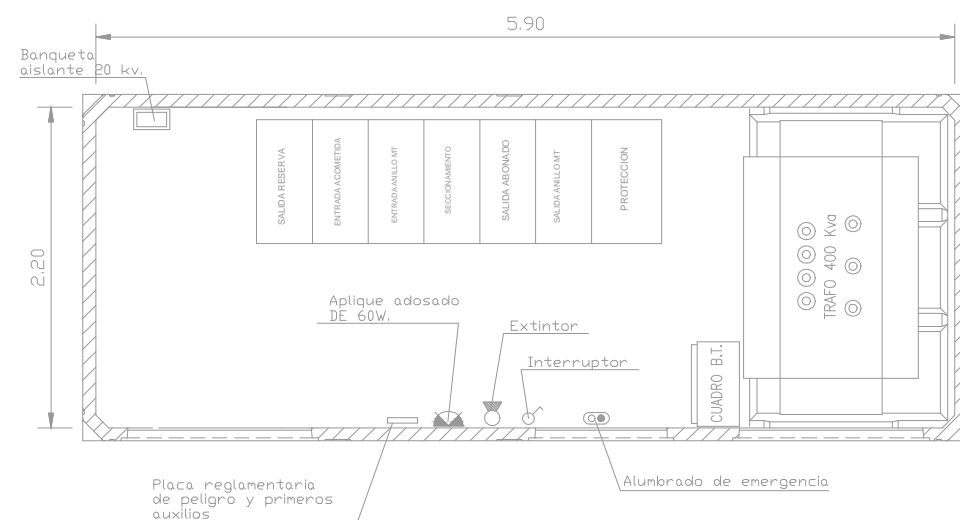 5.90
Banqueta
aislante 20 kv.
SALIDA RESERVA
ENTRADA ACOMETIDA
ENTRADA ANILLO MT
SECCIONAMIENTO
SALIDA ABONADO
SALIDA ANILLO MT
PROTECCION
TRAFO 400 Kva
2.20
Aplique adosado
DE 60W.
Extintor
Interruptor
CUADRO B.T.
Placa reglamentaria
de peligro y primeros
auxilios
Alumbrado de emergencia